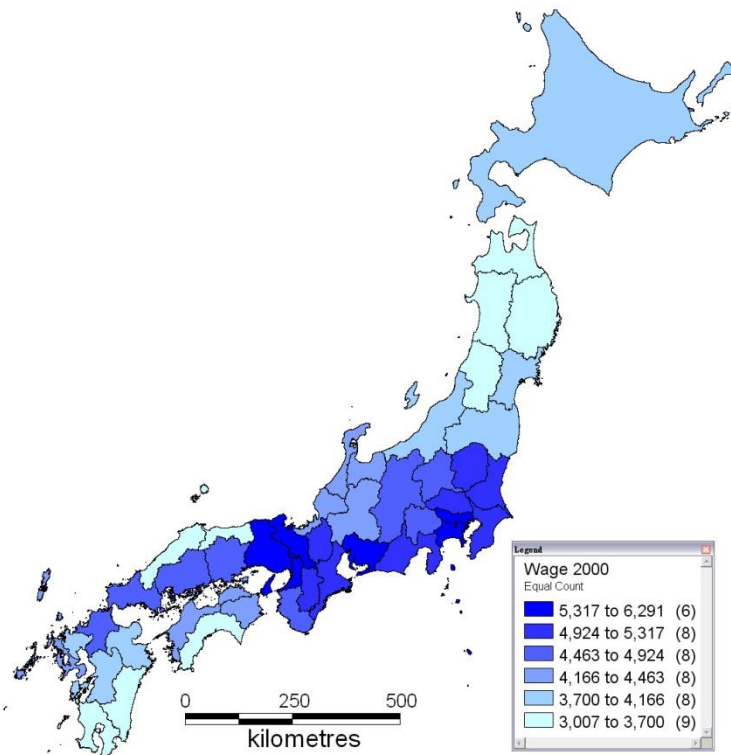 Legend
Wage 2000
Equal Count
5,317 to 6,291 (6)
4,924 to 5,317 (8)
4,463 to 4,924 (8)
4,166 to 4,463 (8)
3,700 to 4,166 (8)
3,007 to 3,700 (9)
0 250 500
kilometres